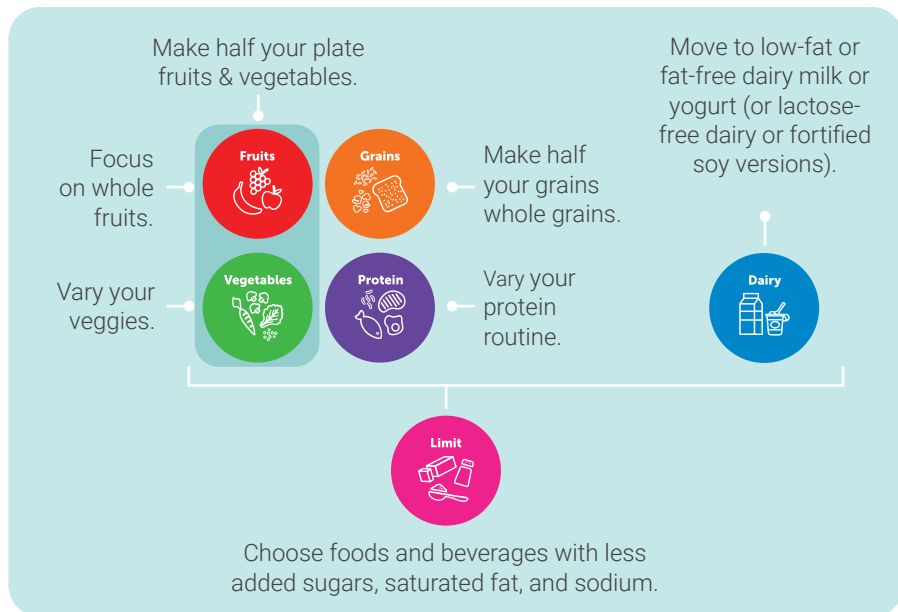 Make half your plate
fruits & vegetables.
Move to low-fat or
fat-free dairy milk or
yogurt (or lactose-
free dairy or fortified
soy versions).
Focus
on whole
fruits.
Fruits
Grains
Make half
your grains
whole grains.
Vary your
veggies.
Vegetables
Protein
Vary your
protein
routine.
Dairy
Limit
Choose foods and beverages with less
added sugars, saturated fat, and sodium.